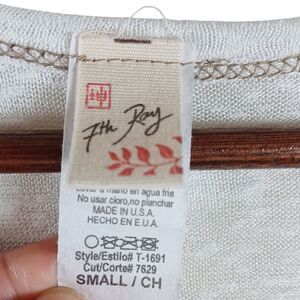 7th Ray
Lavar a mano en agua fria
No usar cloro,no planchar
MADE IN U.S.A.
HECHO EN E.U.A.
Style/Estilo# T-1691
Cut/Corte# 7629
SMALL / CH